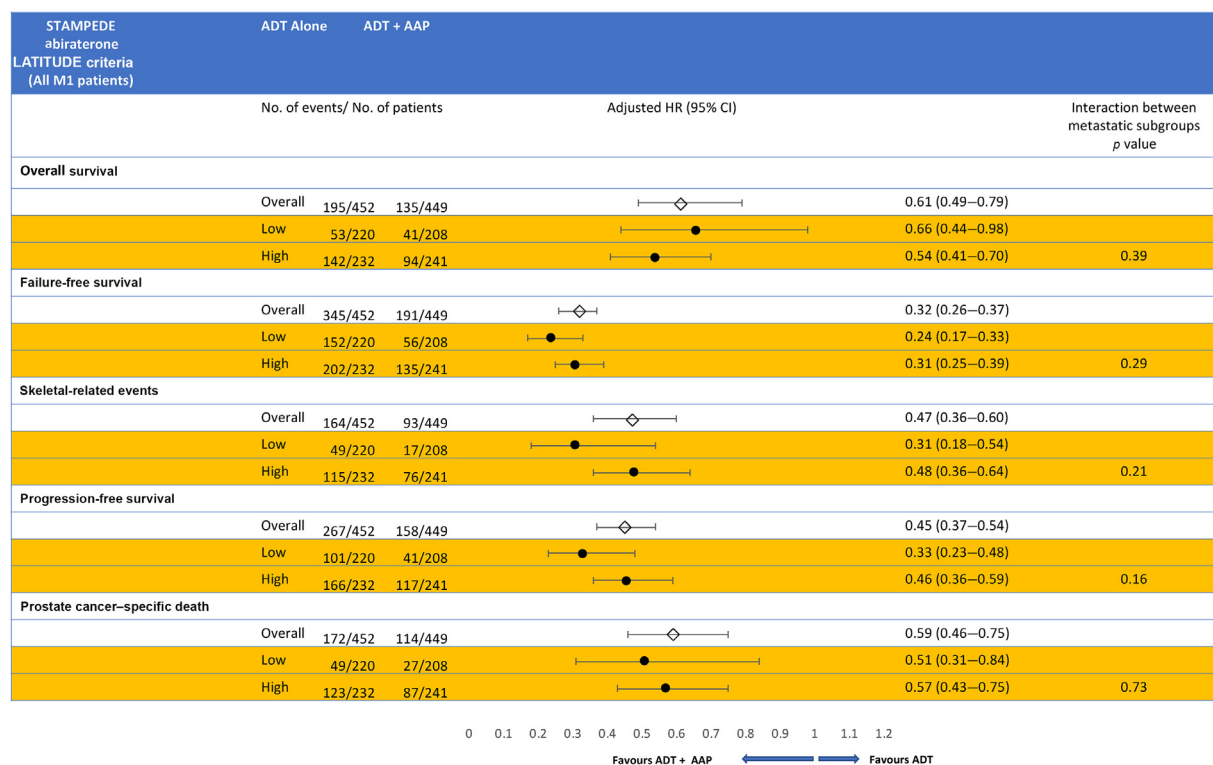 STAMPEDE
abiraterone
LATITUDE criteria
(All M1 patients)
ADT Alone ADT + AAP
No. of events/ No. of patients Adjusted HR (95% CI) Interaction between
metastatic subgroups
p value
Overall survival
Overall 195/452 135/449 0.61 (0.49—0.79)
Low 53/220 41/208 0.66 (0.44—0.98)
High 142/232 94/241 0.54 (0.41—0.70) 0.39
Failure-free survival
Overall 345/452 191/449 0.32 (0.26—0.37)
Low 152/220 56/208 0.24 (0.17—0.33)
High 202/232 135/241 0.31 (0.25—0.39) 0.29
Skeletal-related events
Overall 164/452 93/449 0.47 (0.36—0.60)
Low 49/220 17/208 0.31 (0.18—0.54)
High 115/232 76/241 0.48 (0.36—0.64) 0.21
Progression-free survival
Overall 267/452 158/449 0.45 (0.37—0.54)
Low 101/220 41/208 0.33 (0.23—0.48)
High 166/232 117/241 0.46 (0.36—0.59) 0.16
Prostate cancer–specific death
Overall 172/452 114/449 0.59 (0.46—0.75)
Low 49/220 27/208 0.51 (0.31—0.84)
High 123/232 87/241 0.57 (0.43—0.75) 0.73
0 0.1 0.2 0.3 0.4 0.5 0.6 0.7 0.8 0.9 1 1.1 1.2
Favours ADT + AAP Favours ADT